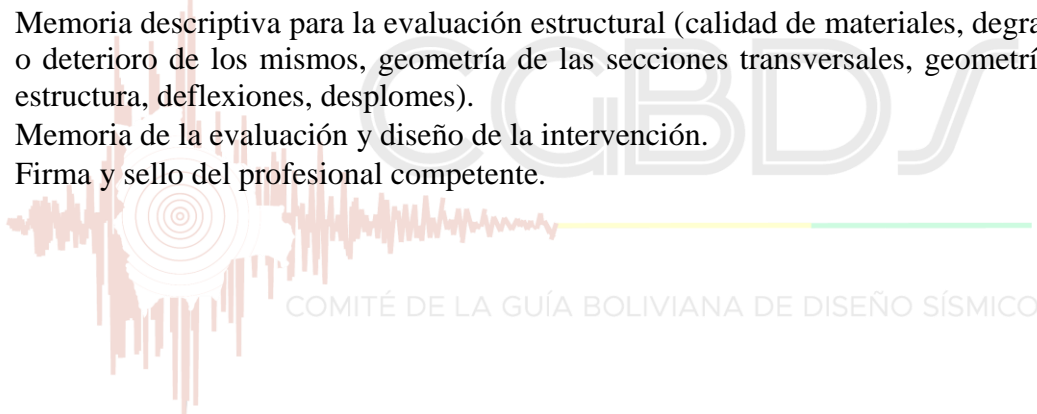 Memoria descriptiva para la evaluación estructural (calidad de materiales, degra
o deterioro de los mismos, geometría de las secciones transversales, geometrí
estructura, deflexiones, desplomes).
Memoria de la evaluación y diseño de la intervención.
Firma y sello del profesional competente.
CGBDS
COMITÉ DE LA GUÍA BOLIVIANA DE DISEÑO SÍSMICO